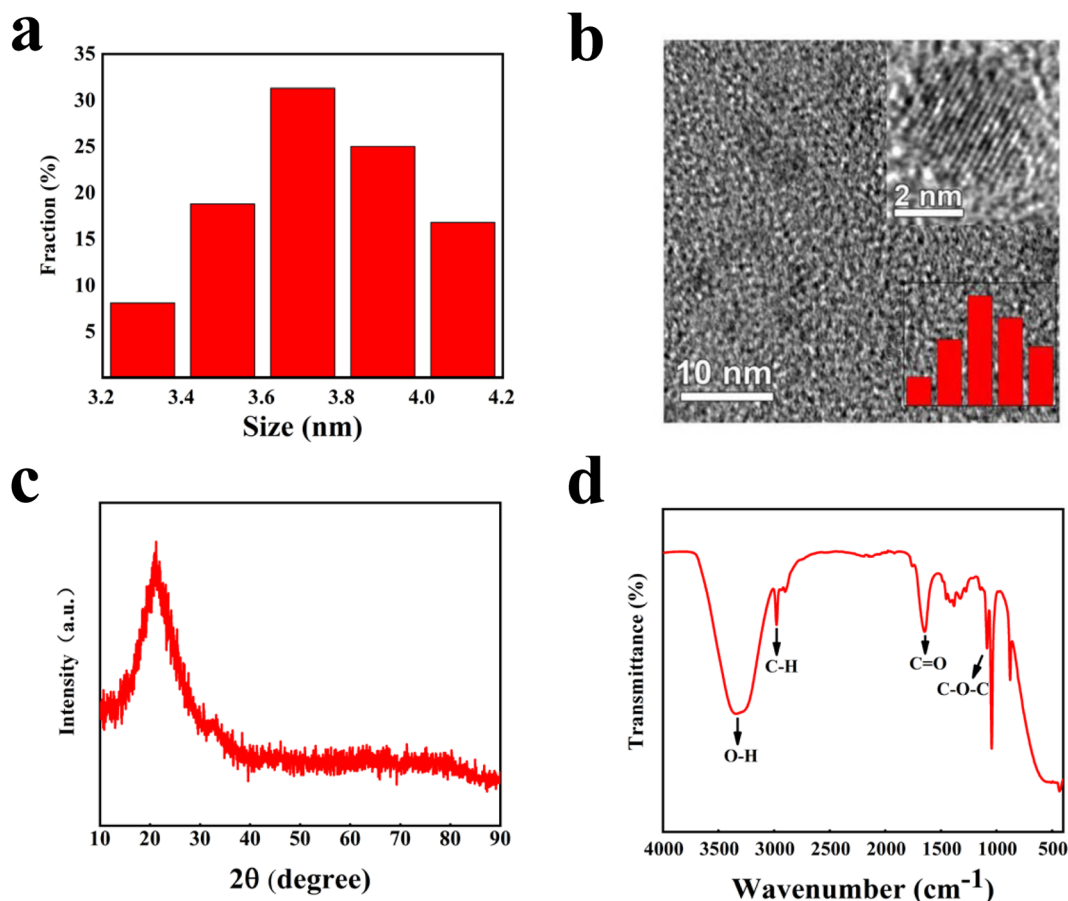 a
35
30
25
20
15
10
5
Fraction (%)
3.2 3.4 3.6 3.8 4.0 4.2
Size (nm)
b
2 nm
10 nm
c
Intensity（a.u.）
10 20 30 40 50 60 70 80 90
2θ (degree)
d
Transmittance (%)
C-H
C=O
C-O-C
O-H
4000 3500 3000 2500 2000 1500 1000 500
Wavenumber (cm-1)